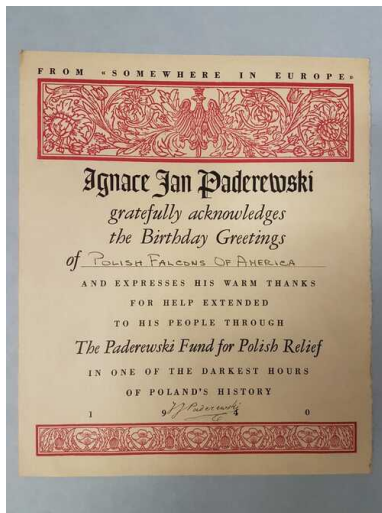 FROM «SOMEWHERE IN EUROPE»
Ignace Jan Paderewski
gratefully acknowledges
the Birthday Greetings
of POLISH FALCONS OF AMERICA
AND EXPRESSES HIS WARM THANKS
FOR HELP EXTENDED
TO HIS PEOPLE THROUGH
The Paderewski Fund for Polish Relief
IN ONE OF THE DARKEST HOURS
OF POLAND'S HISTORY
I J Paderewski
1 9 4 0